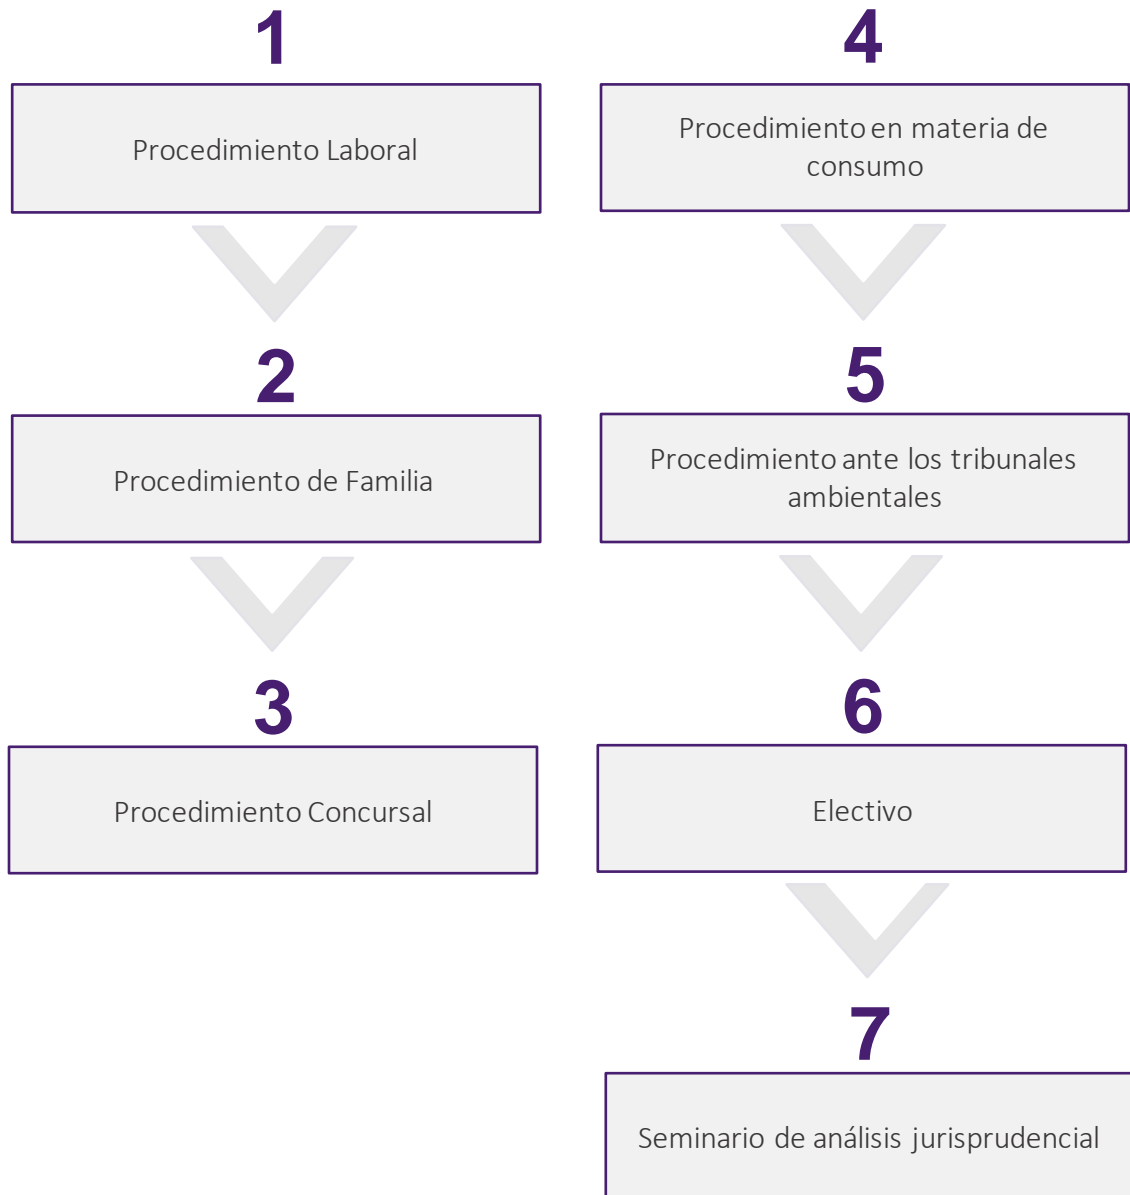 1
Procedimiento Laboral
2
Procedimiento de Familia
3
Procedimiento Concursal
4
Procedimiento en materia de
consumo
5
Procedimiento ante los tribunales
ambientales
6
Electivo
7
Seminario de análisis jurisprudencial